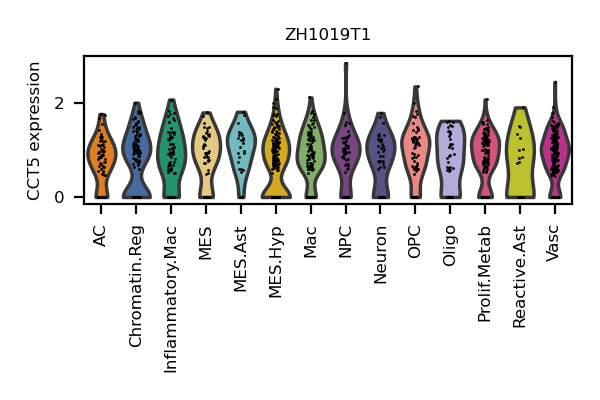 ZH1019T1
CCT5 expression
2
0
AC
Chromatin.Reg
Inflammatory.Mac
MES
MES.Ast
MES.Hyp
Mac
NPC
Neuron
OPC
Oligo
Prolif.Metab
Reactive.Ast
Vasc